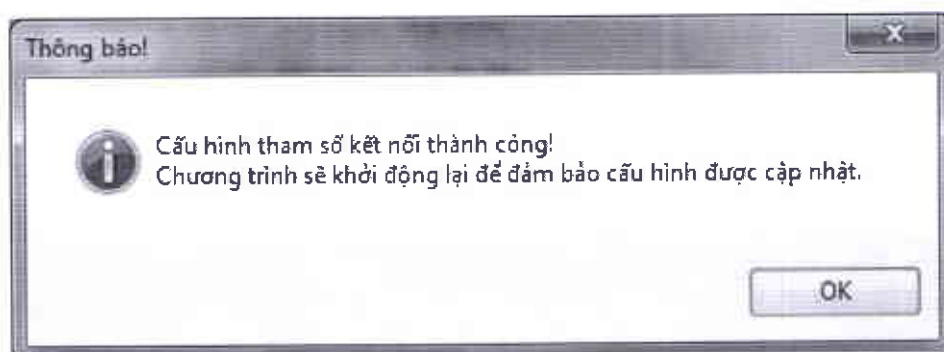 Thông báo!
Cấu hình tham số kết nối thành công!
Chương trình sẽ khởi động lại để đảm bảo cấu hình được cập nhật.
OK